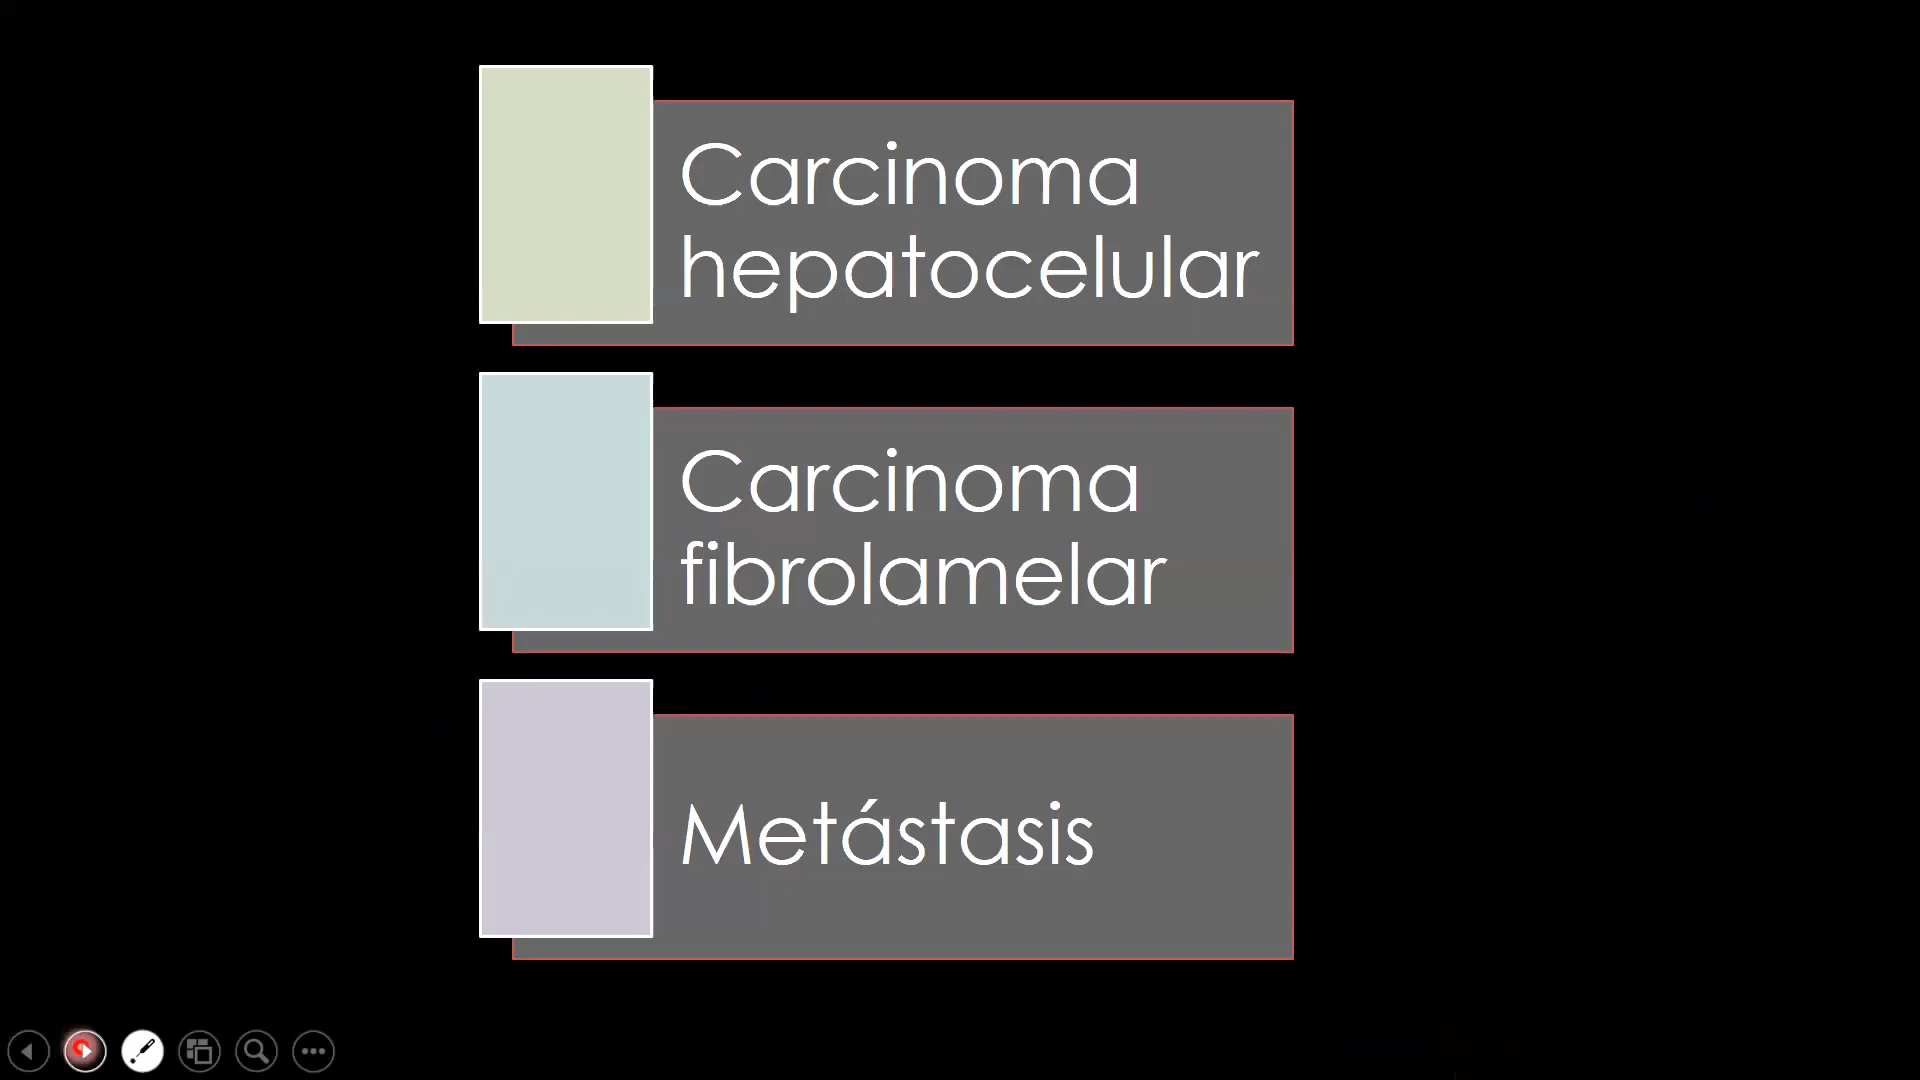 Carcinoma
hepatocelular
Carcinoma
fibrolamelar
Metástasis